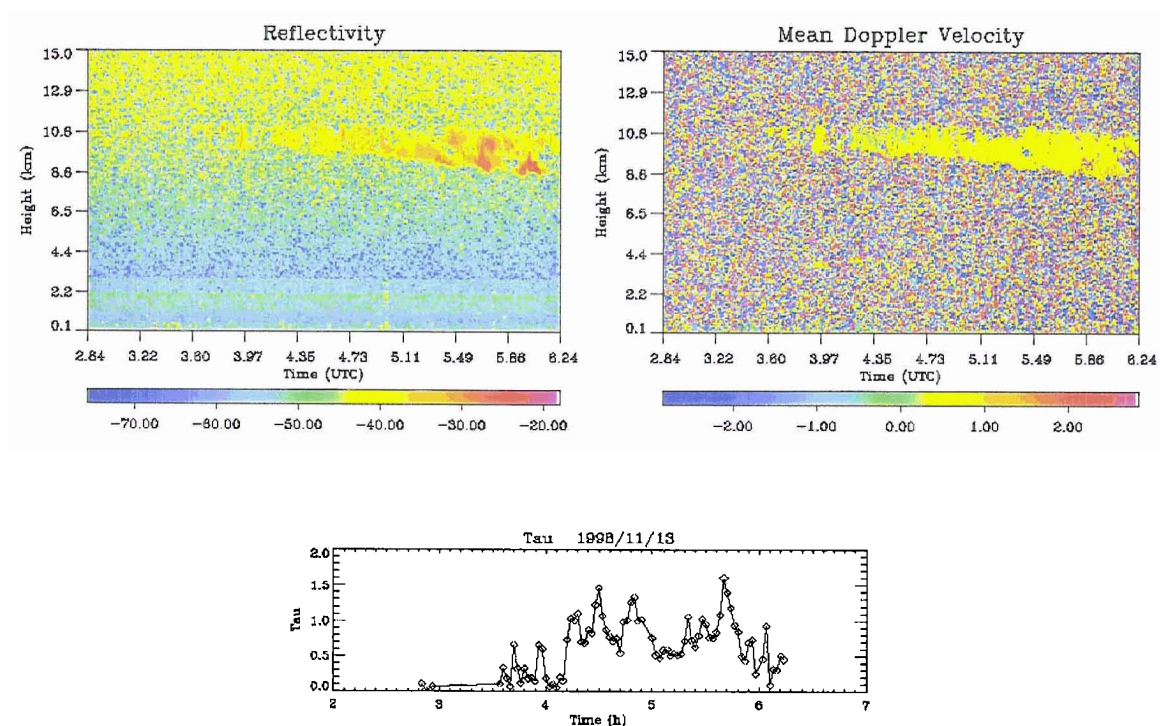 Reflectivity
15.0
12.9
10.8
8.6
6.5
4.4
2.2
0.1
Height (km)
2.84 3.22 3.60 3.97 4.35 4.73 5.11 5.49 5.86 6.24
Time (UTC)
-70.00 -60.00 -50.00 -40.00 -30.00 -20.00
Mean Doppler Velocity
15.0
12.9
10.8
8.6
6.5
4.4
2.2
0.1
Height (km)
2.84 3.22 3.60 3.97 4.35 4.73 5.11 5.49 5.86 6.24
Time (UTC)
-2.00 -1.00 0.00 1.00 2.00
Tau 1998/11/13
2.0
1.5
1.0
0.5
0.0
Tau
2 3 4 5 6 7
Time (h)